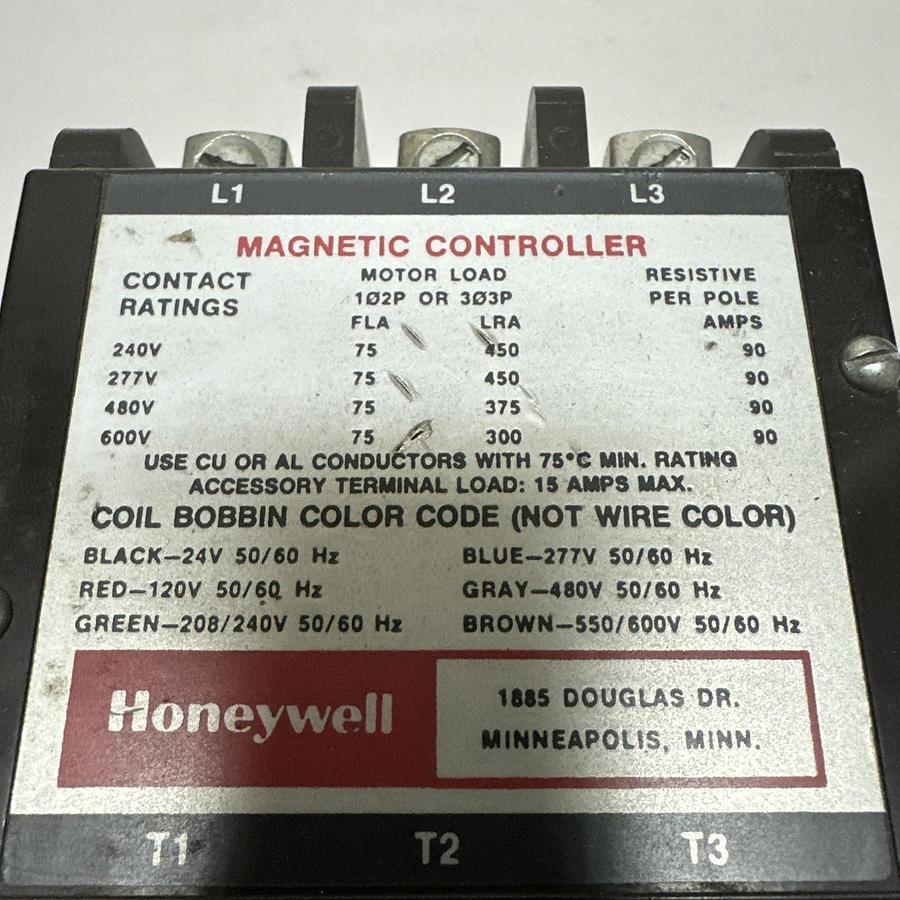 L1 L2 L3
MAGNETIC CONTROLLER
CONTACT RATINGS
MOTOR LOAD
1Ø2P OR 3Ø3P
FLA LRA
RESISTIVE
PER POLE
AMPS
240V 75 450 90
277V 75 450 90
480V 75 375 90
600V 75 300 90
USE CU OR AL CONDUCTORS WITH 75°C MIN. RATING
ACCESSORY TERMINAL LOAD: 15 AMPS MAX.
COIL BOBBIN COLOR CODE (NOT WIRE COLOR)
BLACK—24V 50/60 Hz BLUE—277V 50/60 Hz
RED—120V 50/60 Hz GRAY—480V 50/60 Hz
GREEN—208/240V 50/60 Hz BROWN—550/600V 50/60 Hz
Honeywell
1885 DOUGLAS DR.
MINNEAPOLIS, MINN.
T1 T2 T3